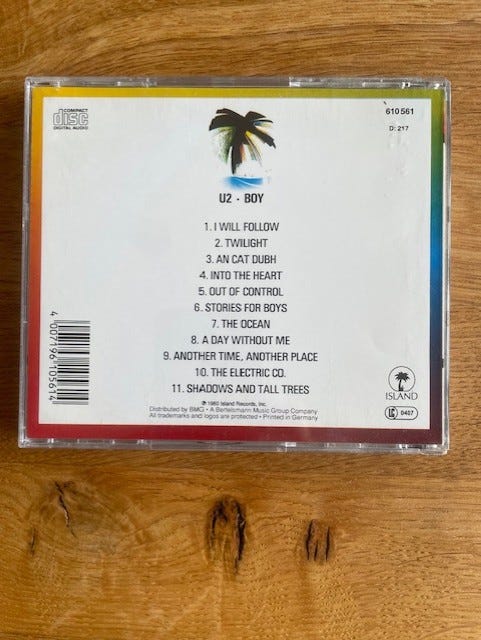 COMPACT
disc
DIGITAL AUDIO
610 561
D: 217
U2 · BOY
1. I WILL FOLLOW
2. TWILIGHT
3. AN CAT DUBH
4. INTO THE HEART
5. OUT OF CONTROL
6. STORIES FOR BOYS
7. THE OCEAN
8. A DAY WITHOUT ME
9. ANOTHER TIME, ANOTHER PLACE
10. THE ELECTRIC CO.
11. SHADOWS AND TALL TREES
℗ 1980 Island Records, Inc.
Distributed by BMG • A Bertelsmann Music Group Company
All trademarks and logos are protected • Printed in Germany
4 007196 105614
ISLAND
LC 0407